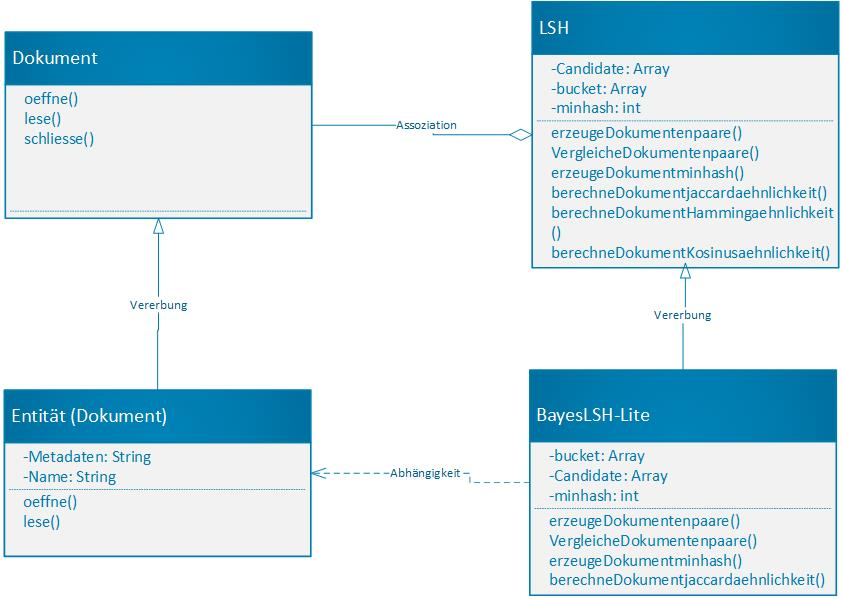 Dokument
oeffne()
lese()
schliesse()
Assoziation
LSH
-Candidate: Array
-bucket: Array
-minhash: int
erzeugeDokumentenpaare()
VergleicheDokumentenpaare()
erzeugeDokumentminhash()
berechneDokumentjaccardaehnlichkeit()
berechneDokumentHammingaehnlichkeit
()
berechneDokumentKosinusaehnlichkeit()
Vererbung
Vererbung
Entität (Dokument)
-Metadaten: String
-Name: String
oeffne()
lese()
Abhängigkeit
BayesLSH-Lite
-bucket: Array
-Candidate: Array
-minhash: int
erzeugeDokumentenpaare()
VergleicheDokumentenpaare()
erzeugeDokumentminhash()
berechneDokumentjaccardaehnlichkeit()